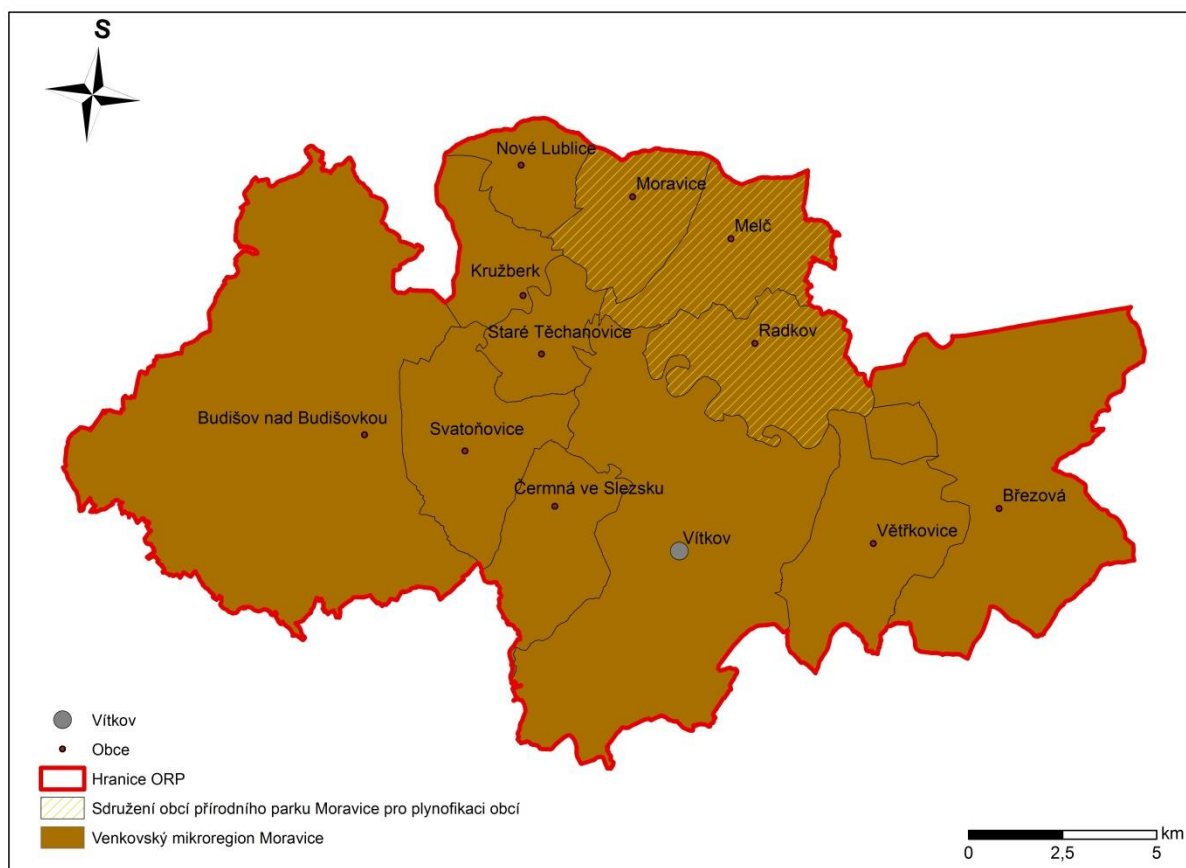 S
Nové Lublice
Moravice
Melč
Kružberk
Staré Těchanovice
Radkov
Budišov nad Budišovkou
Svatoňovice
Čermná ve Slezsku
Březová
Větřkovice
Vítkov
Vítkov
Obce
Hranice ORP
Sdružení obcí přírodního parku Moravice pro plynofikaci obcí
Venkovský mikroregion Moravice
km
0 2,5 5